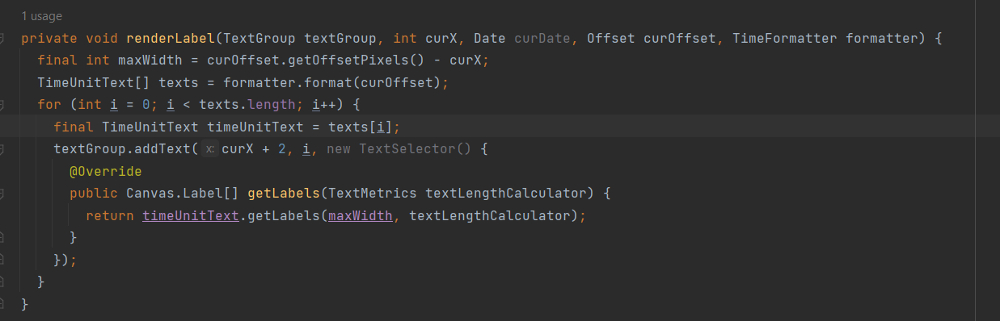 1 usage
private void renderLabel(TextGroup textGroup, int curX, Date curDate, Offset curOffset, TimeFormatter formatter) {
final int maxWidth = curOffset.getOffsetPixels() - curX;
TimeUnitText[] texts = formatter.format(curOffset);
for (int i = 0; i < texts.length; i++) {
final TimeUnitText timeUnitText = texts[i];
textGroup.addText( x: curX + 2, i, new TextSelector() {
@Override
public Canvas.Label[] getLabels(TextMetrics textLengthCalculator) {
return timeUnitText.getLabels(maxWidth, textLengthCalculator);
}
});
}
}